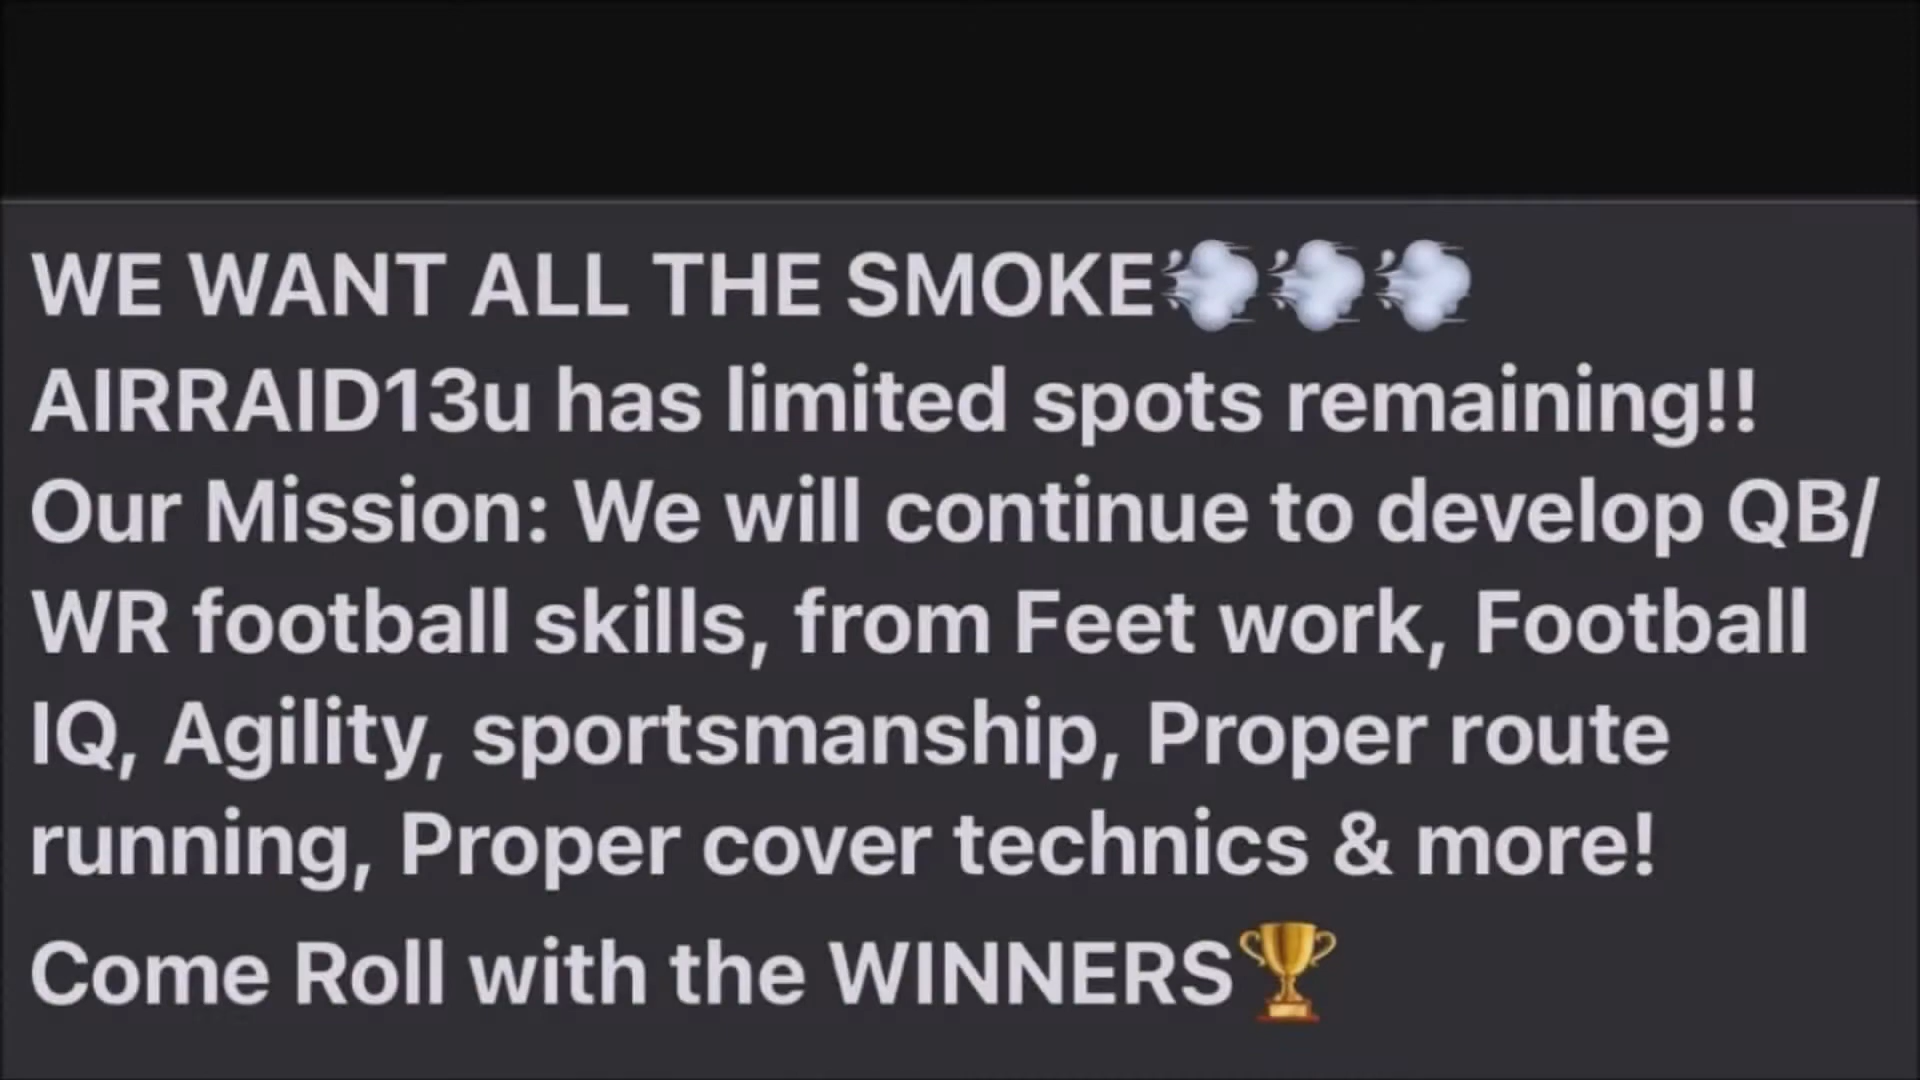 WE WANT ALL THE SMOKE💨💨💨
AIRRAID13u has limited spots remaining!!
Our Mission: We will continue to develop QB/
WR football skills, from Feet work, Football
IQ, Agility, sportsmanship, Proper route
running, Proper cover technics & more!
Come Roll with the WINNERS🏆